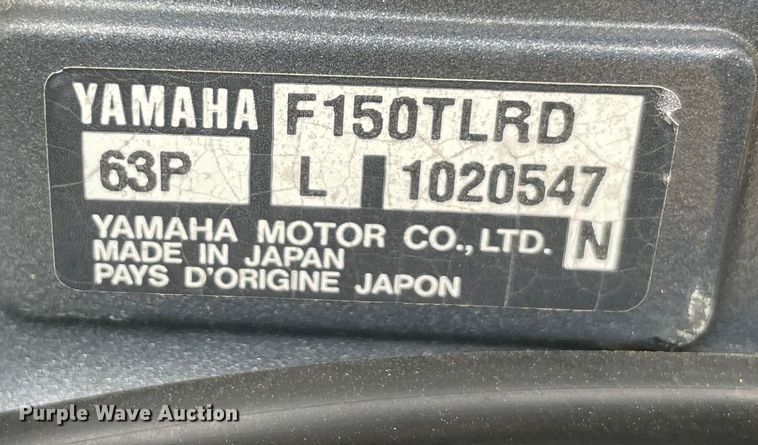 YAMAHA F150TLRD
63P L 1020547
YAMAHA MOTOR CO., LTD. N
MADE IN JAPAN
PAYS D'ORIGINE JAPON
Purple Wave Auction